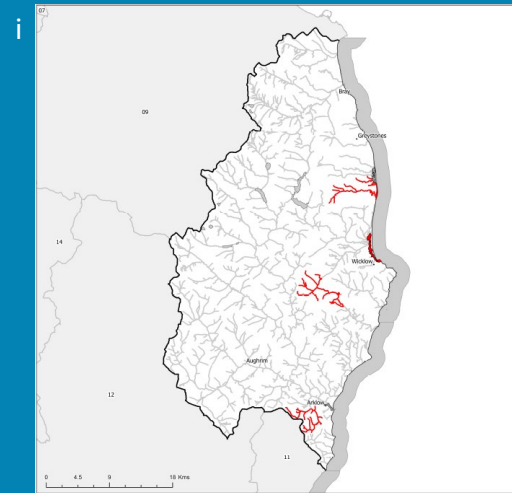 i
07
Bray
09
Greystones
14
Wicklow
Aughrim
12
Arklow
11
0 4.5 9 18 Kms